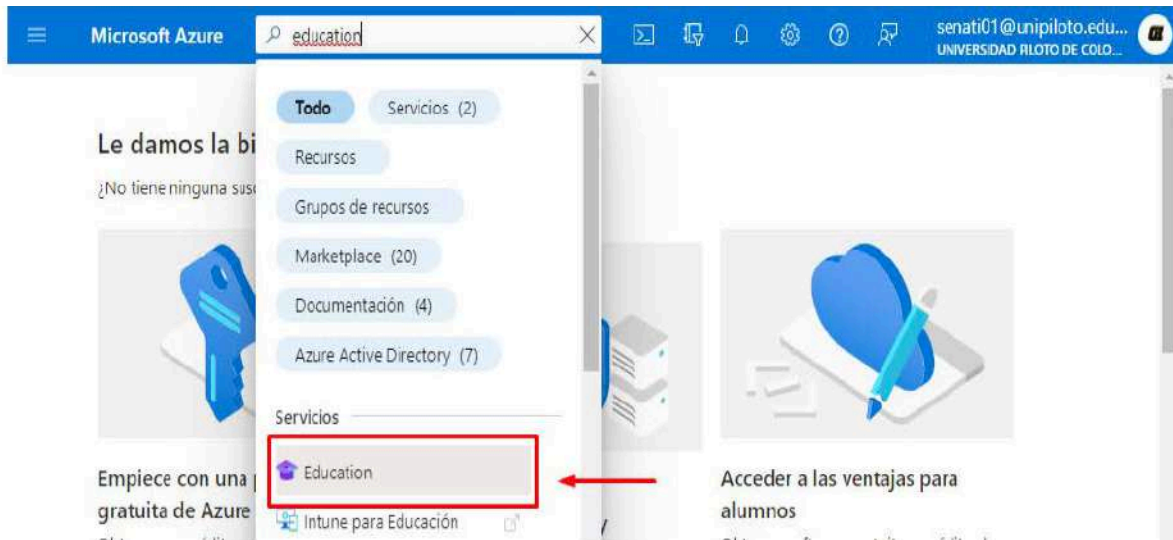 Microsoft Azure
education
senati01@unipiloto.edu...
UNIVERSIDAD PILOTO DE COLO...
Todo
Servicios (2)
Recursos
Grupos de recursos
Marketplace (20)
Documentación (4)
Azure Active Directory (7)
Servicios
Education
Intune para Educación
Le damos la bi
¿No tiene ninguna susc
Empiece con una p
gratuita de Azure
Acceder a las ventajas para
alumnos